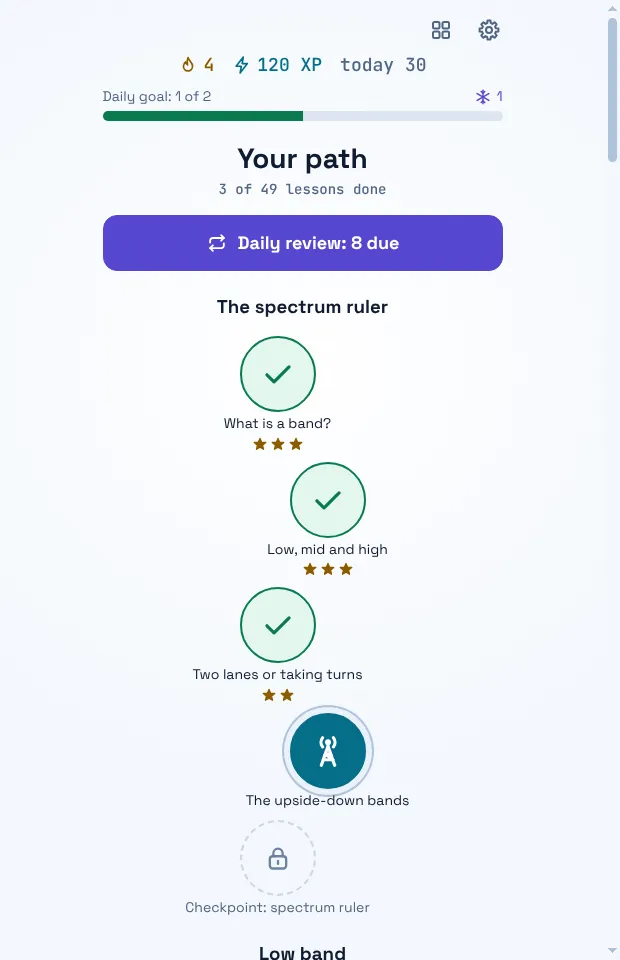 4 120 XP today 30
Daily goal: 1 of 2 1
Your path
3 of 49 lessons done
Daily review: 8 due
The spectrum ruler
What is a band?
Low, mid and high
Two lanes or taking turns
The upside-down bands
Checkpoint: spectrum ruler
Low band